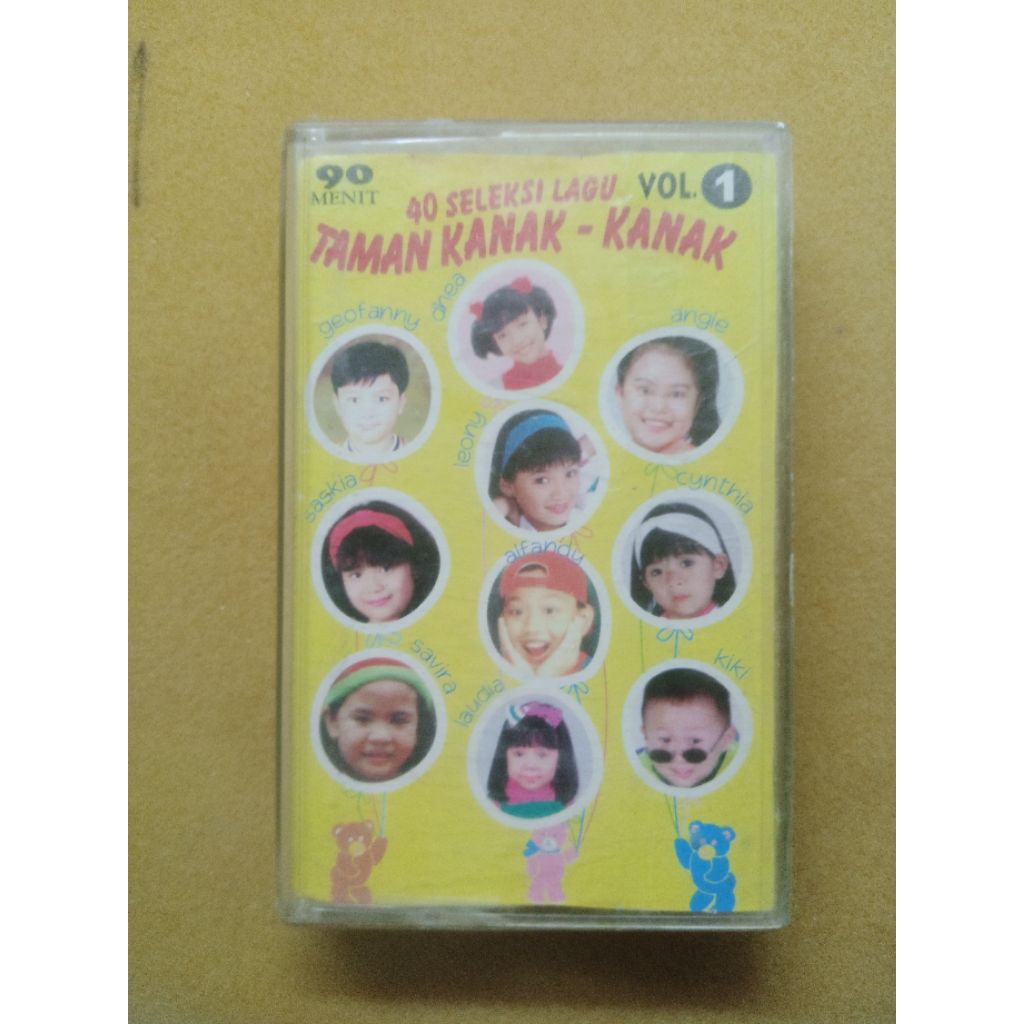 90
MENIT
40 SELEKSI LAGU VOL. 1
TAMAN KANAK - KANAK
geofanny
dhea
angie
leony
saskia
cynthia
alfandy
savira
laudia
kiki